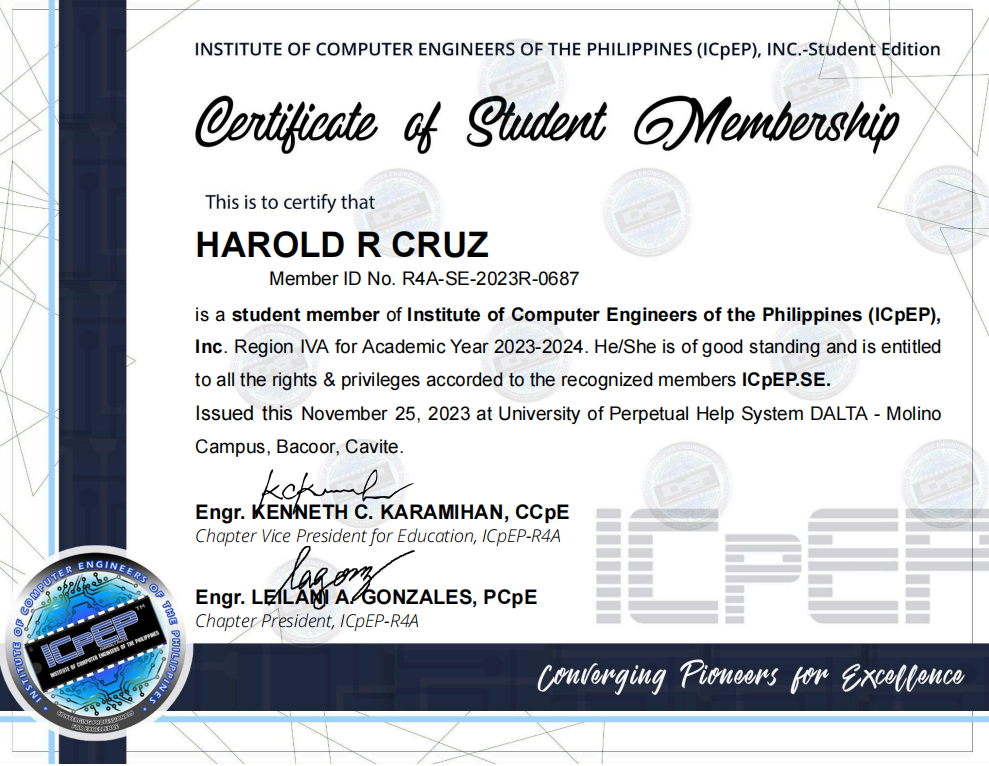 INSTITUTE OF COMPUTER ENGINEERS OF THE PHILIPPINES (ICpEP), INC.-Student Edition
Certificate of Student Membership
This is to certify that
HAROLD R CRUZ
Member ID No. R4A-SE-2023R-0687
is a student member of Institute of Computer Engineers of the Philippines (ICpEP),
Inc. Region IVA for Academic Year 2023-2024. He/She is of good standing and is entitled
to all the rights & privileges accorded to the recognized members ICpEP.SE.
Issued this November 25, 2023 at University of Perpetual Help System DALTA - Molino
Campus, Bacoor, Cavite.
Engr. KENNETH C. KARAMIHAN, CCpE
Chapter Vice President for Education, ICpEP-R4A
Engr. LEILANI A. GONZALES, PCpE
Chapter President, ICpEP-R4A
ICpEP
INSTITUTE OF COMPUTER ENGINEERS OF THE PHILIPPINES
ICpEP™
INSTITUTE OF COMPUTER ENGINEERS OF THE PHILIPPINES
CONVERGING PROFESSIONALS
FOR EXCELLENCE
Converging Pioneers for Excellence